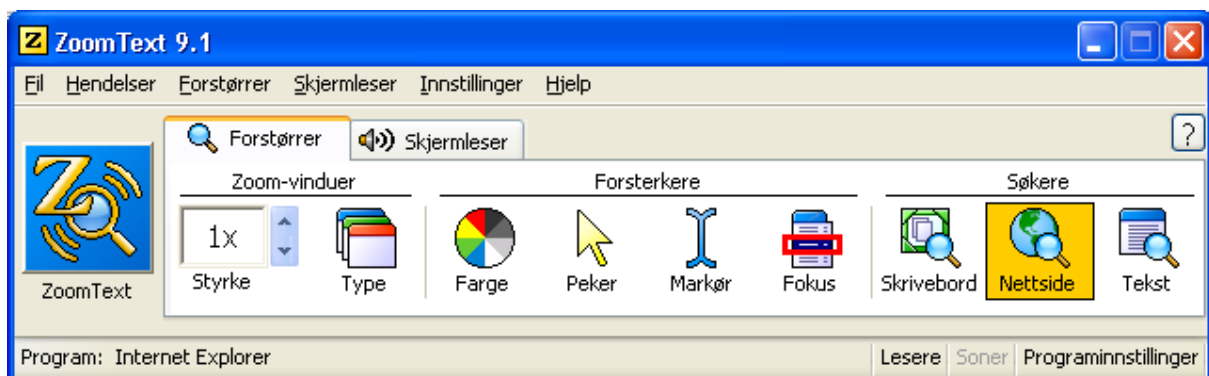 Z ZoomText 9.1
Fil Hendelser Forstørrer Skjermleser Innstillinger Hjelp
Forstørrer Skjermleser ?
Zoom-vinduer Forsterkere Søkere
1x
Styrke Type Farge Peker Markør Fokus Skrivebord Nettside Tekst
ZoomText
Program: Internet Explorer Lesere Soner Programinnstillinger